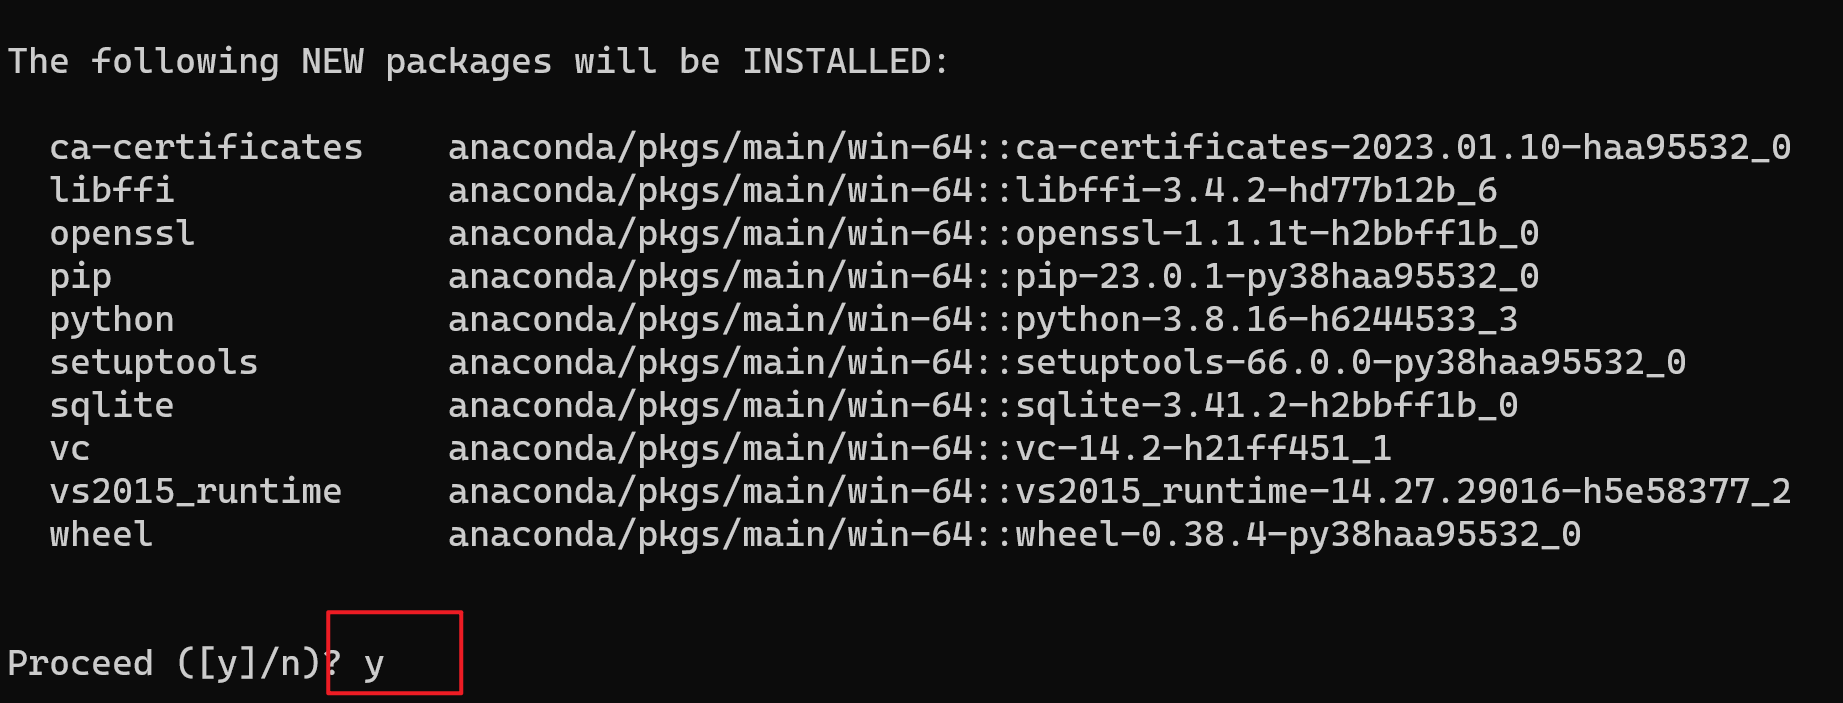 The following NEW packages will be INSTALLED:
ca-certificates anaconda/pkgs/main/win-64::ca-certificates-2023.01.10-haa95532_0
libffi anaconda/pkgs/main/win-64::libffi-3.4.2-hd77b12b_6
openssl anaconda/pkgs/main/win-64::openssl-1.1.1t-h2bbff1b_0
pip anaconda/pkgs/main/win-64::pip-23.0.1-py38haa95532_0
python anaconda/pkgs/main/win-64::python-3.8.16-h6244533_3
setuptools anaconda/pkgs/main/win-64::setuptools-66.0.0-py38haa95532_0
sqlite anaconda/pkgs/main/win-64::sqlite-3.41.2-h2bbff1b_0
vc anaconda/pkgs/main/win-64::vc-14.2-h21ff451_1
vs2015_runtime anaconda/pkgs/main/win-64::vs2015_runtime-14.27.29016-h5e58377_2
wheel anaconda/pkgs/main/win-64::wheel-0.38.4-py38haa95532_0
Proceed ([y]/n)? y